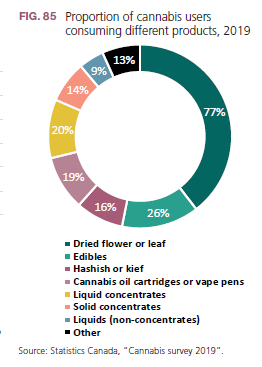 FIG. 85 Proportion of cannabis users
consuming different products, 2019
13%
9%
14%
77%
20%
19%
16%
26%
Dried flower or leaf
Edibles
Hashish or kief
Cannabis oil cartridges or vape pens
Liquid concentrates
Solid concentrates
Liquids (non-concentrates)
Other
Source: Statistics Canada, "Cannabis survey 2019".